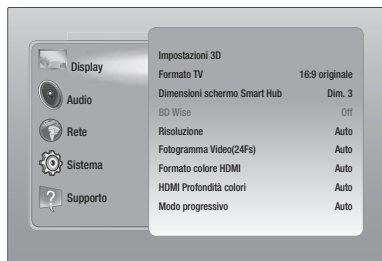 Display
Audio
Rete
Sistema
Supporto
Impostazioni 3D
Formato TV 16:9 originale
Dimensioni schermo Smart Hub Dim. 3
BD Wise Off
Risoluzione Auto
Fotogramma Video(24Fs) Auto
Formato colore HDMI Auto
HDMI Profondità colori Auto
Modo progressivo Auto